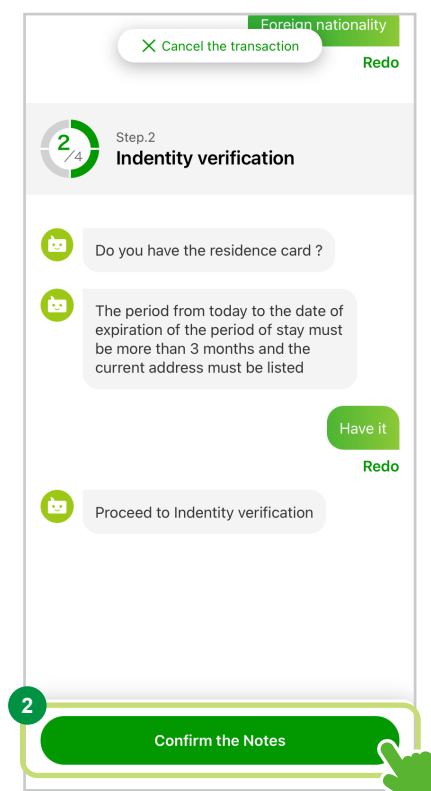 Foreign nationality
Cancel the transaction
Redo
2/4
Step.2
Indentity verification
Do you have the residence card ?
The period from today to the date of
expiration of the period of stay must
be more than 3 months and the
current address must be listed
Have it
Redo
Proceed to Indentity verification
2
Confirm the Notes